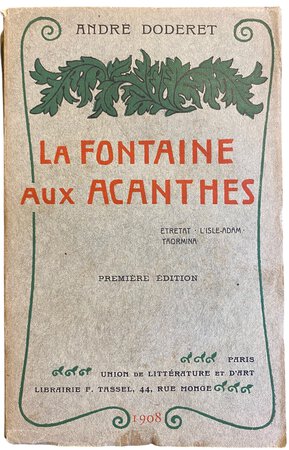 ANDRÉ DODERET
LA FONTAINE
AUX ACANTHES
ETRETAT · L'ISLE-ADAM ·
TAORMINA
PREMIÈRE ÉDITION
PARIS
UNION DE LITTÉRATURE ET D'ART
LIBRAIRIE F. TASSEL, 44, RUE MONGE
1908